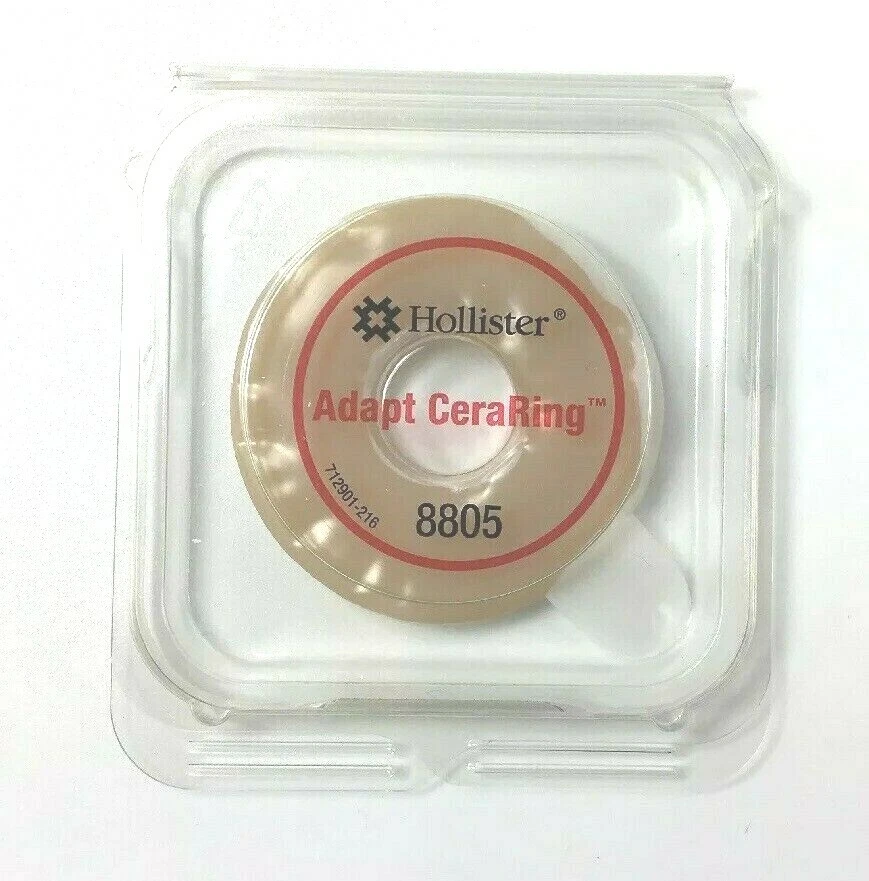 Hollister®
Adapt CeraRing™
712901-216
8805